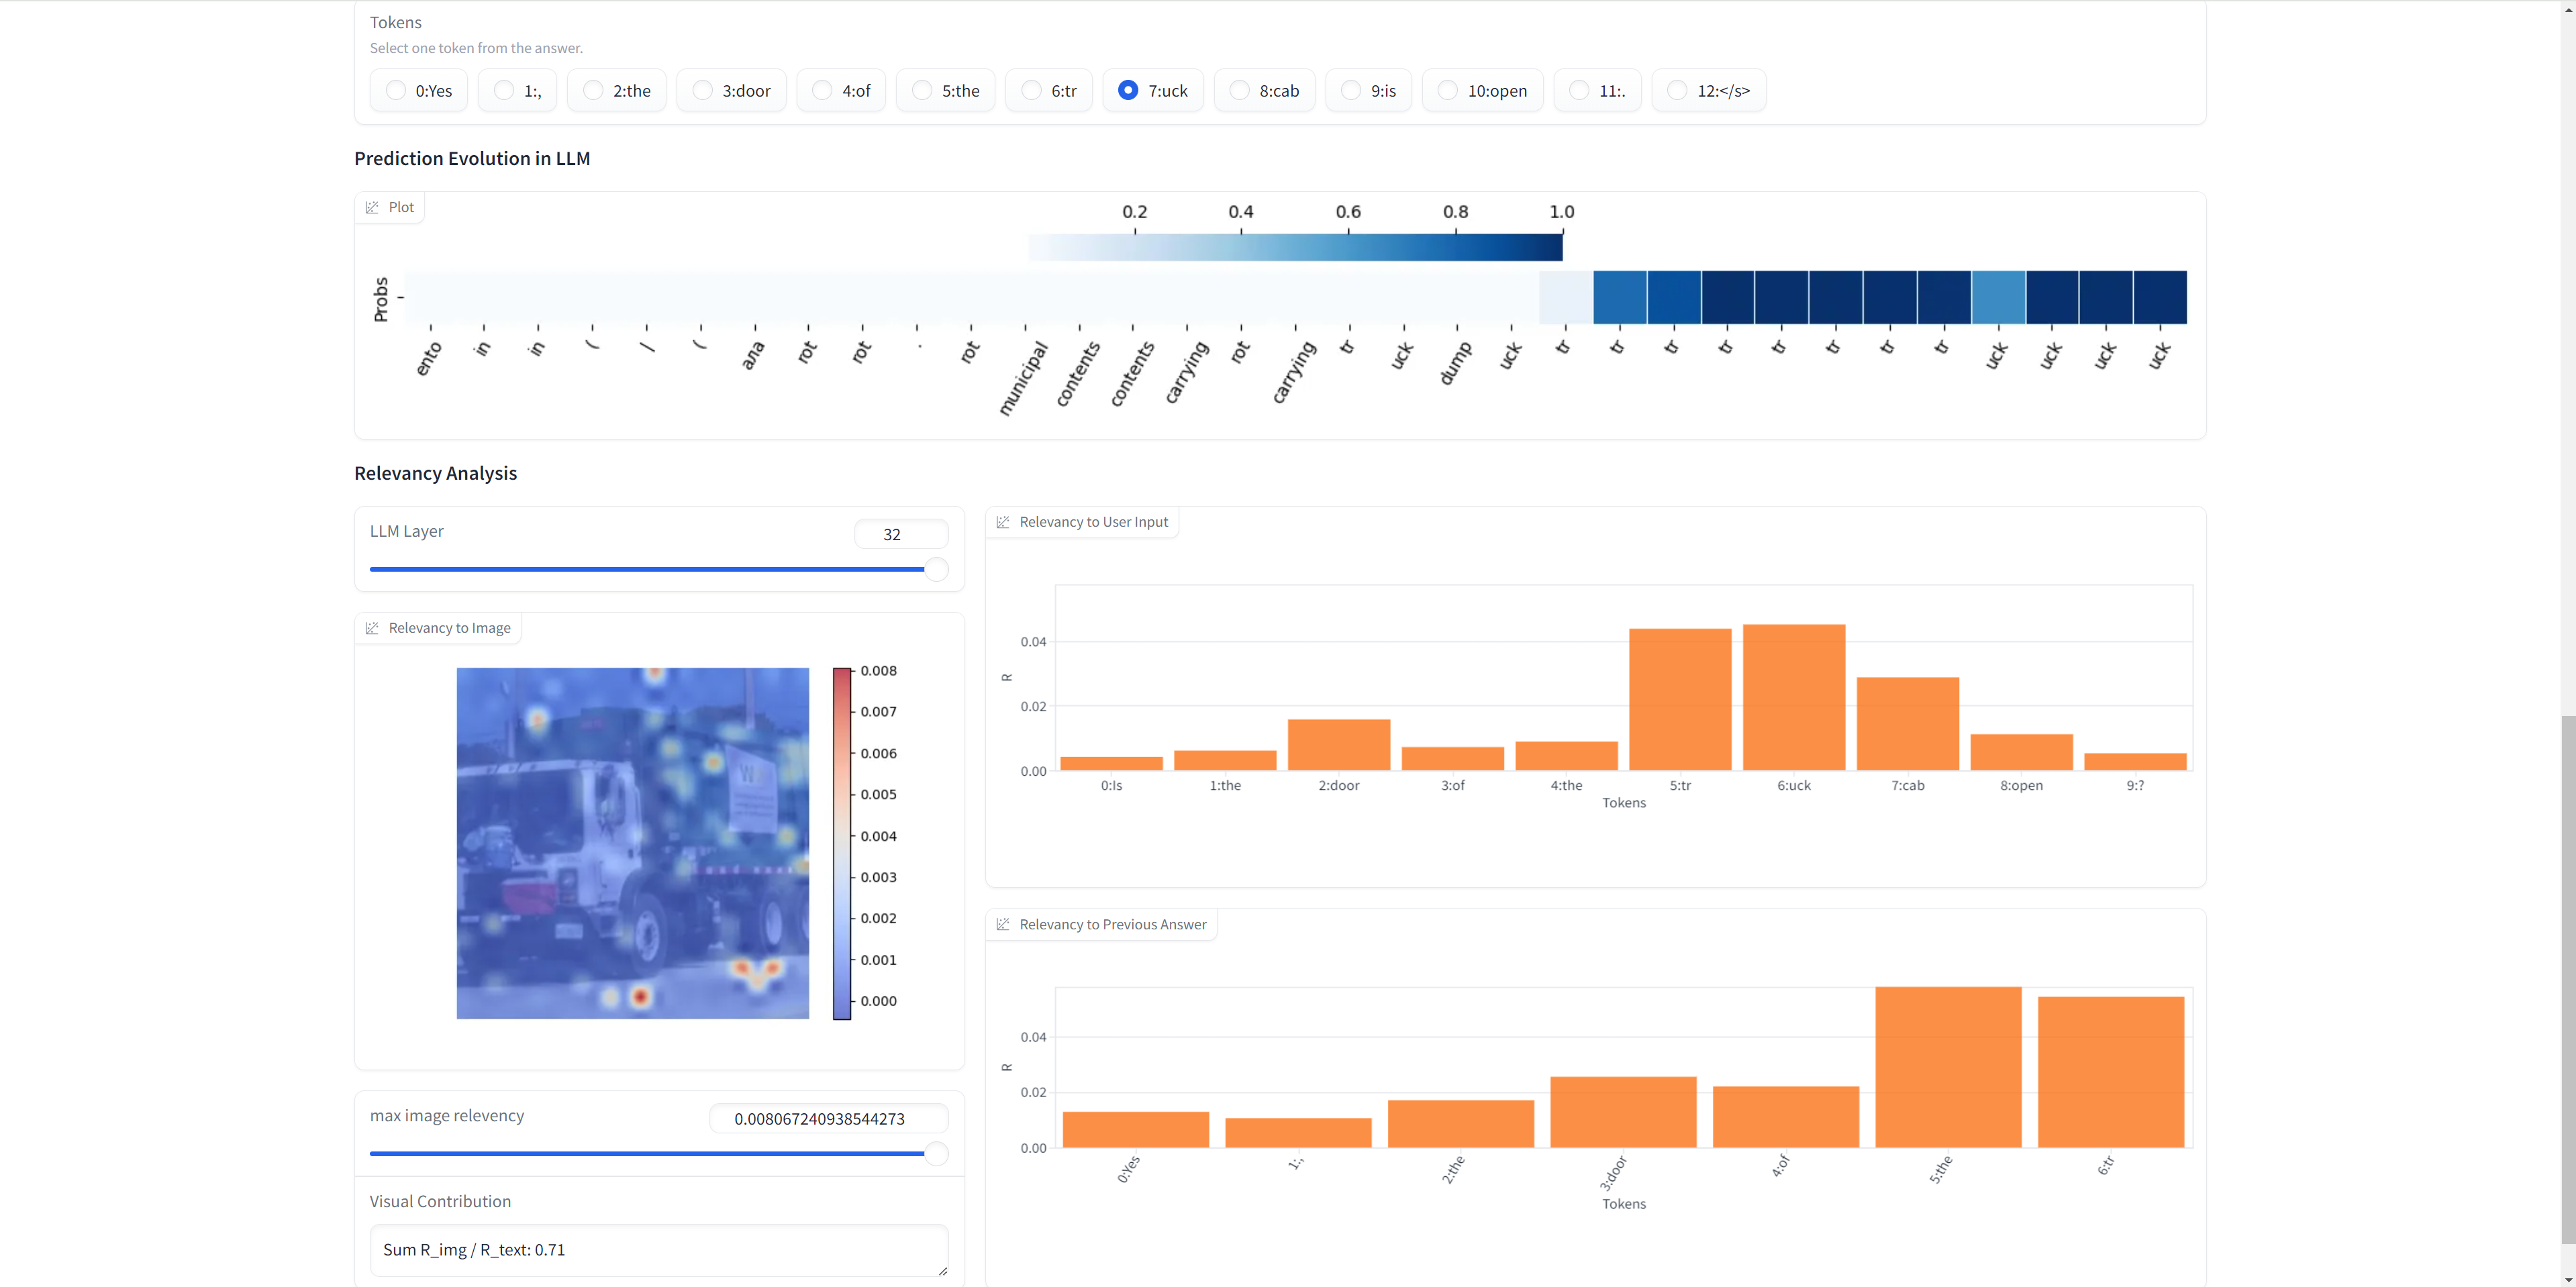 Tokens
Select one token from the answer.
0:Yes 1:, 2:the 3:door 4:of 5:the 6:tr 7:uck 8:cab 9:is 10:open 11:. 12:</s>
Prediction Evolution in LLM
Plot
0.2 0.4 0.6 0.8 1.0
Probs
ento in in ( / ( ала rot rot . rot municipal contents contents carrying rot carrying tr uck dump uck tr tr tr tr tr tr tr tr uck uck uck uck
Relevancy Analysis
LLM Layer
32
Relevancy to Image
0.008
0.007
0.006
0.005
0.004
0.003
0.002
0.001
0.000
W
max image relevency
0.008067240938544273
Visual Contribution
Sum R_img / R_text: 0.71
Relevancy to User Input
R
0.04
0.02
0.00
0:Is 1:the 2:door 3:of 4:the 5:tr 6:uck 7:cab 8:open 9:?
Tokens
Relevancy to Previous Answer
R
0.04
0.02
0.00
0:Yes 1:, 2:the 3:door 4:of 5:the 6:tr
Tokens